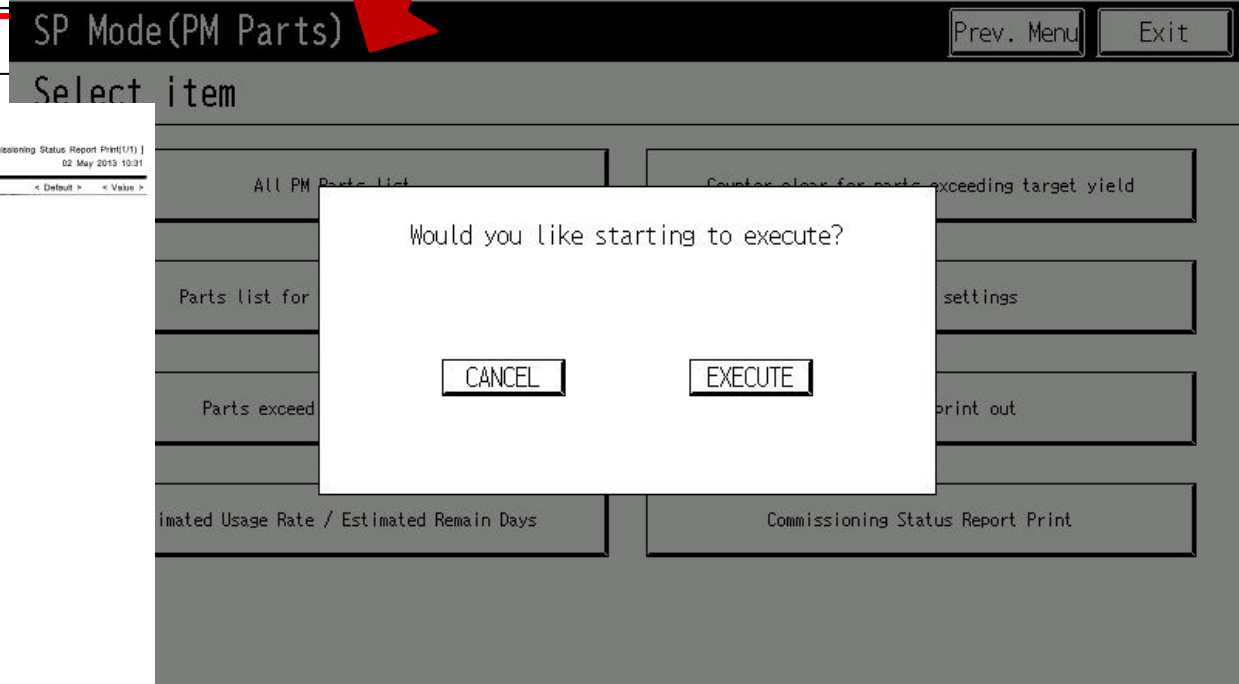 SP Mode(PM Parts)
Prev. Menu
Exit
Select item
issioning Status Report Print(1/1) ]
02 May 2013 10:31
< Default > < Value >
All PM Parts list
Counter clear for parts exceeding target yield
Would you like starting to execute?
Parts list for
settings
CANCEL
EXECUTE
Parts exceed
print out
imated Usage Rate / Estimated Remain Days
Commissioning Status Report Print